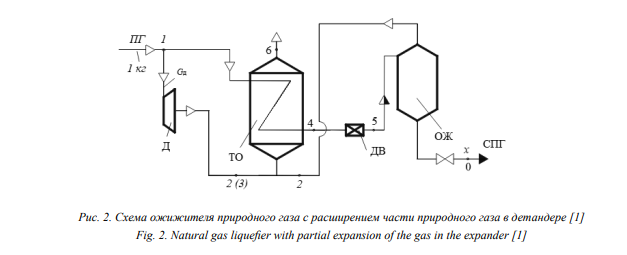 ПГ 1
1 кг
Gд
6
4
5
Д
ТО
ДВ
ОЖ
СПГ
x
0
2 (3)
2
Рис. 2. Схема ожижителя природного газа с расширением части природного газа в детандере [1]
Fig. 2. Natural gas liquefier with partial expansion of the gas in the expander [1]